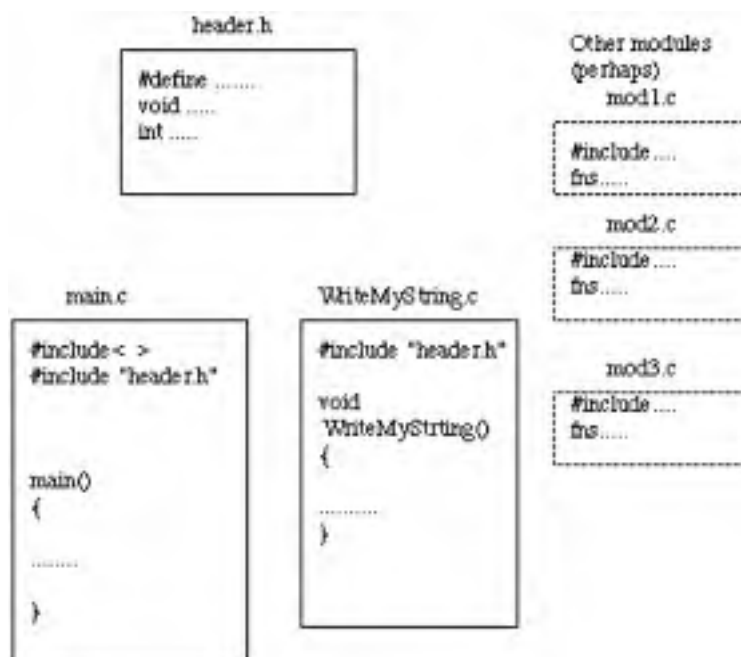 header.h
#define .......
void .....
int .....
Other modules
(perhaps)
mod1.c
#include ....
fns.....
mod2.c
#include ....
fns.....
mod3.c
#include ....
fns.....
main.c
#include< >
#include "header.h"
main()
{
........
}
WriteMyString.c
#include "header.h"
void
WriteMyStrting()
{
..........
}